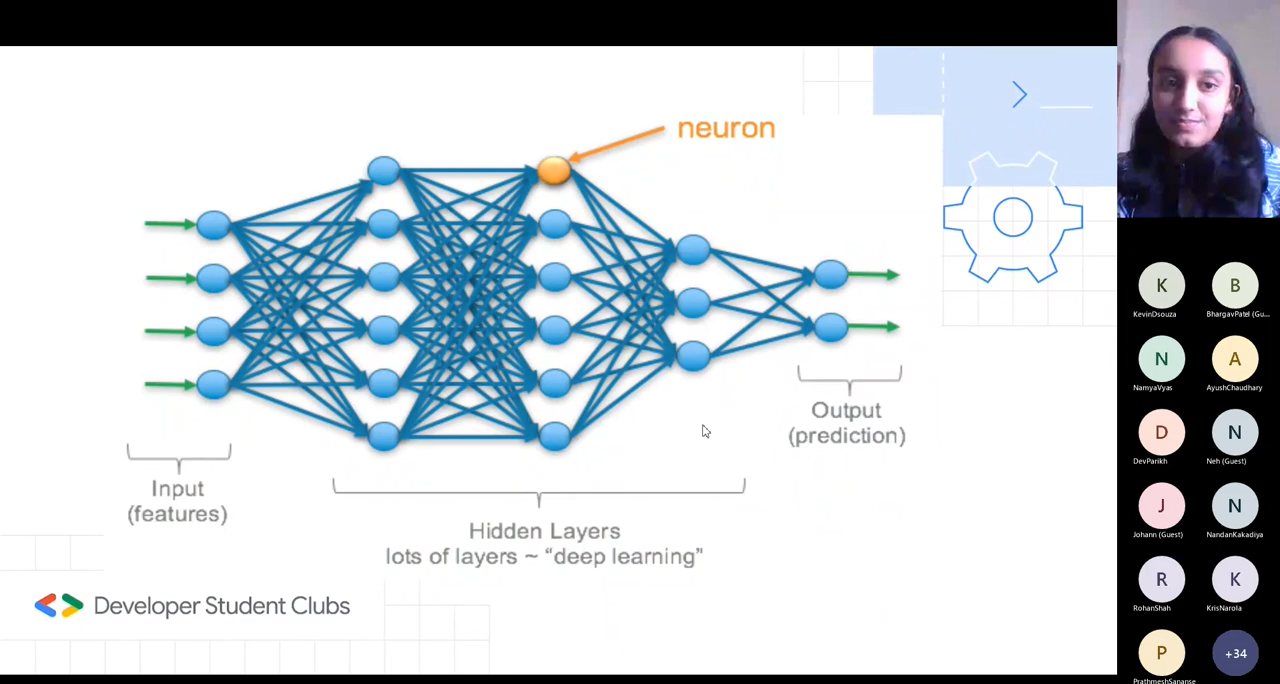 neuron
Output
(prediction)
Input
(features)
Hidden Layers
lots of layers ~ “deep learning”
Developer Student Clubs
K
B
KevinDsouza
BhargavPatel (Gu...
N
A
NamyaVyas
AyushChaudhary
D
N
DevParikh
Neh (Guest)
J
N
Johann (Guest)
NandanKakadiya
R
K
RohanShah
KrisNarola
P
+34
PrathmeshSananse